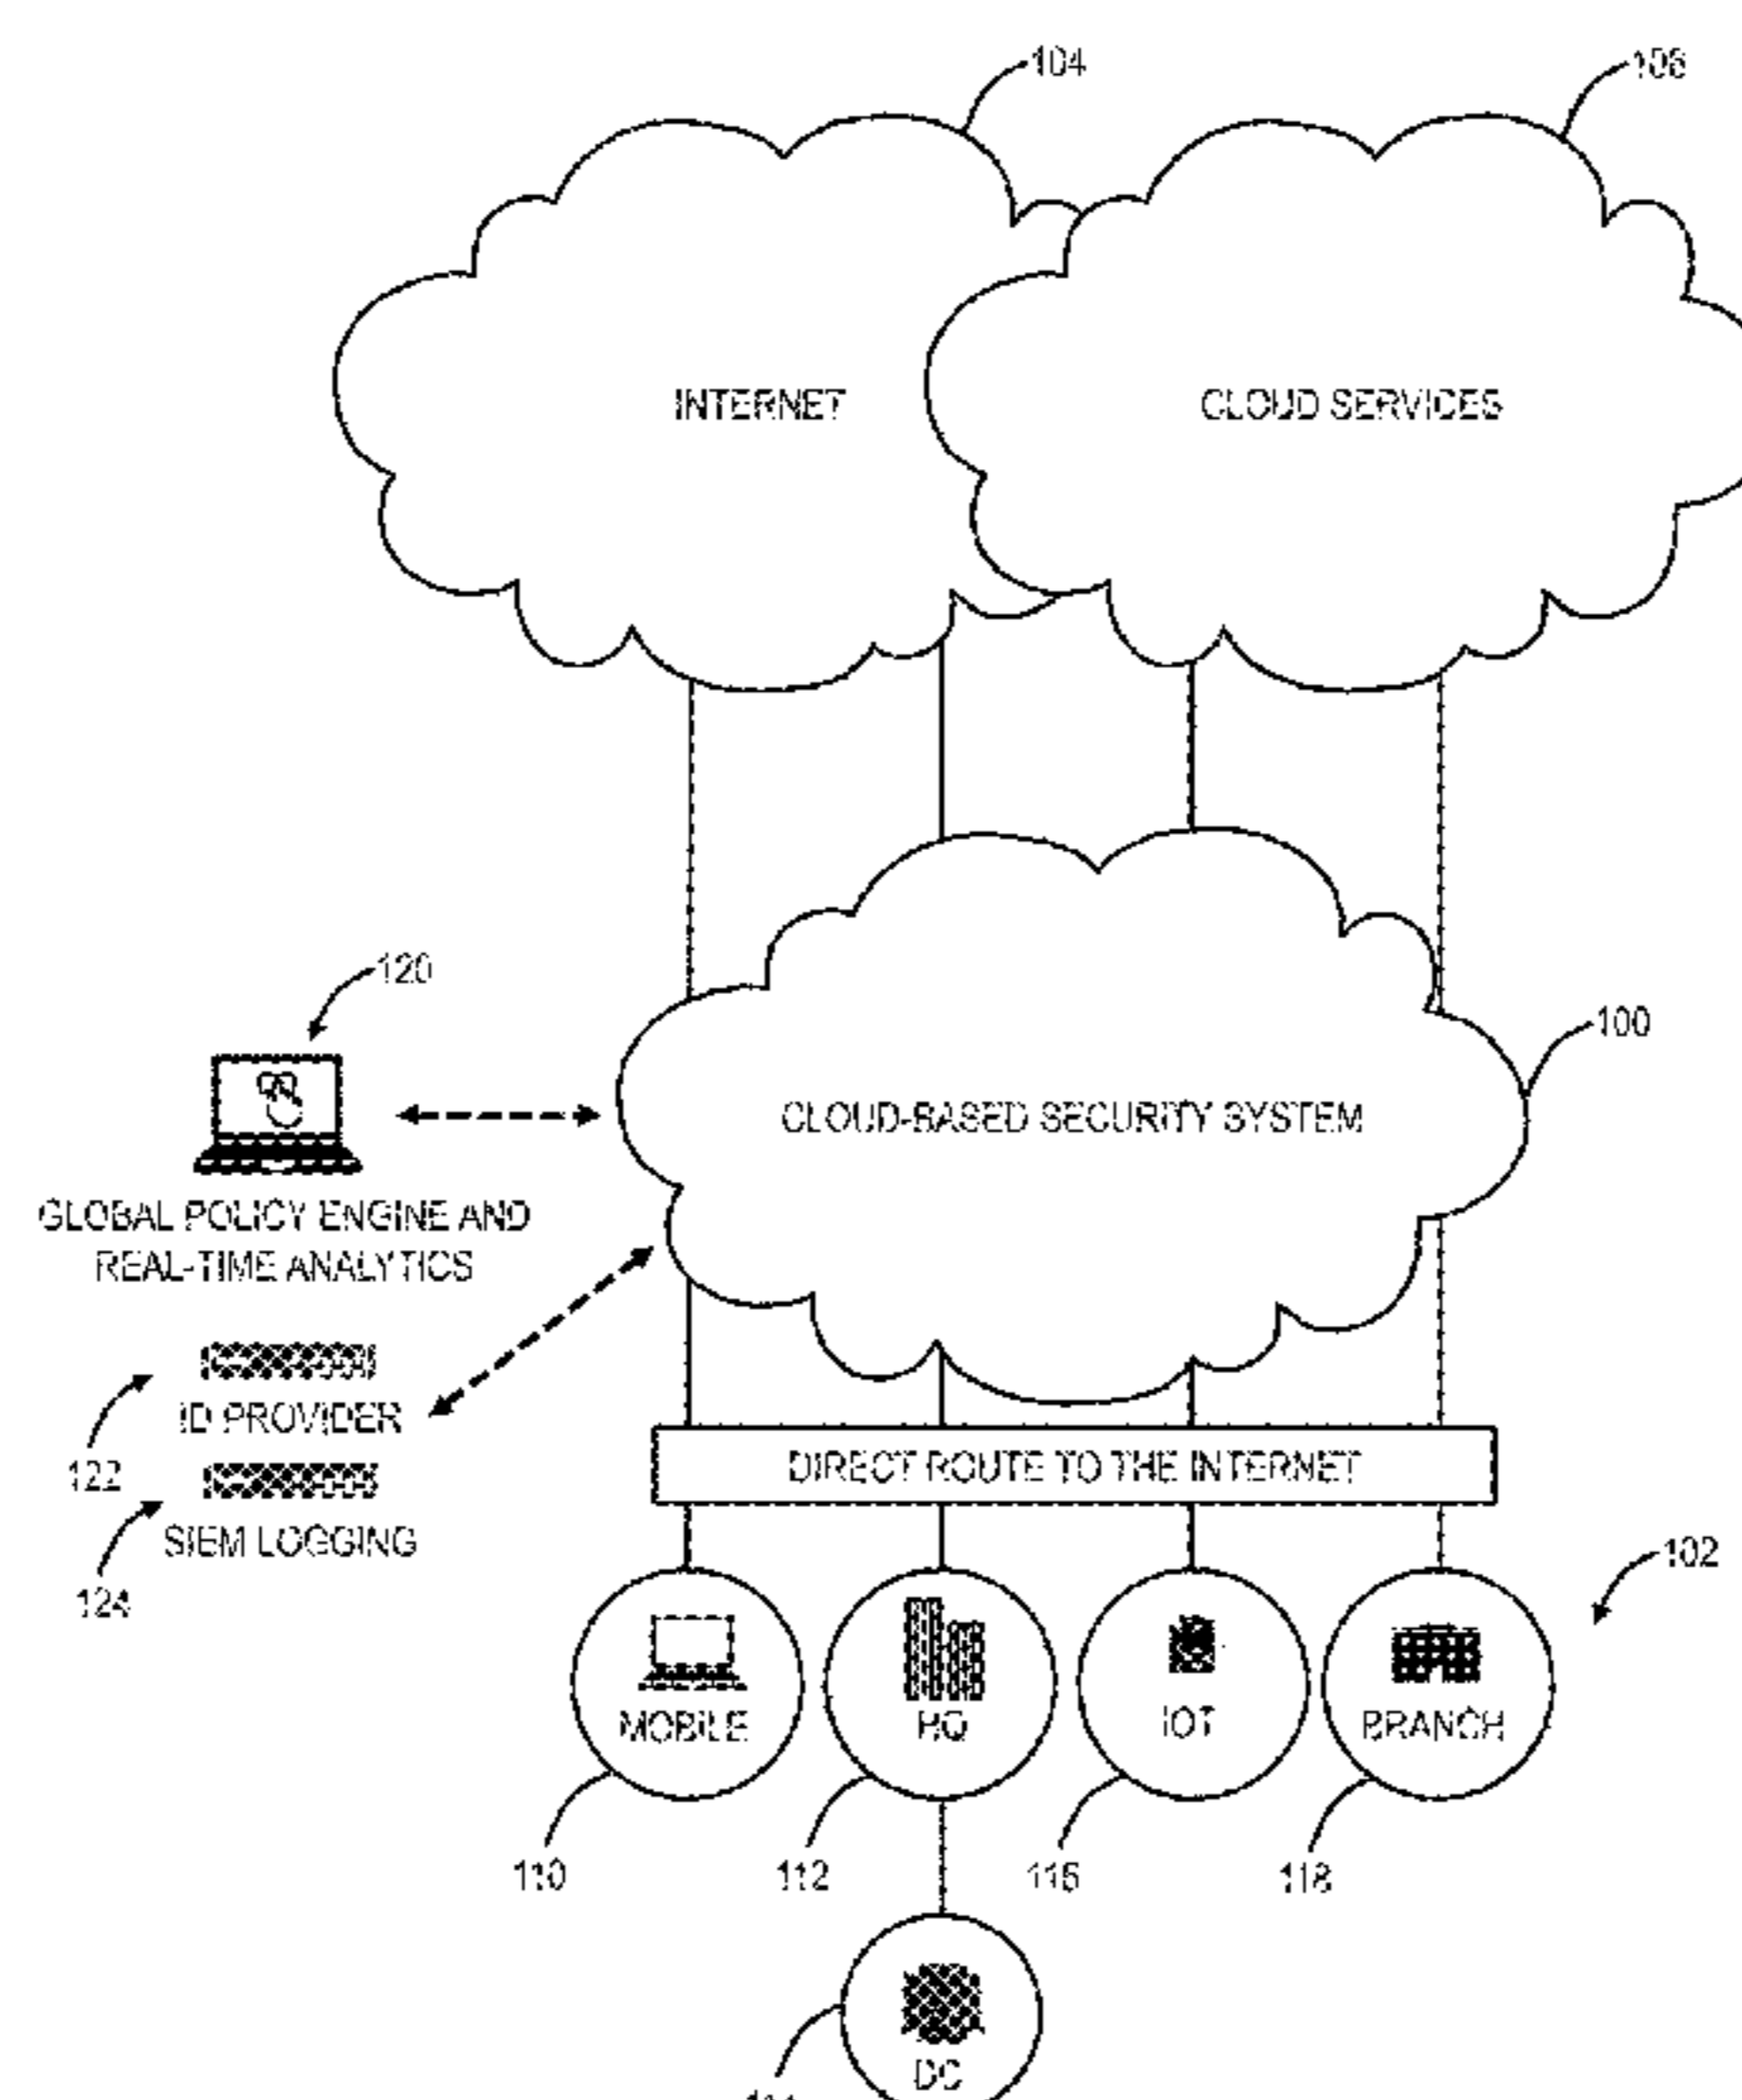 104
106
INTERNET
CLOUD SERVICES
120
100
CLOUD-BASED SECURITY SYSTEM
GLOBAL POLICY ENGINE AND
REAL-TIME ANALYTICS
ID PROVIDER
122
DIRECT ROUTE TO THE INTERNET
SIEM LOGGING
102
124
MOBILE
HQ
IOT
BRANCH
110
112
118
DC